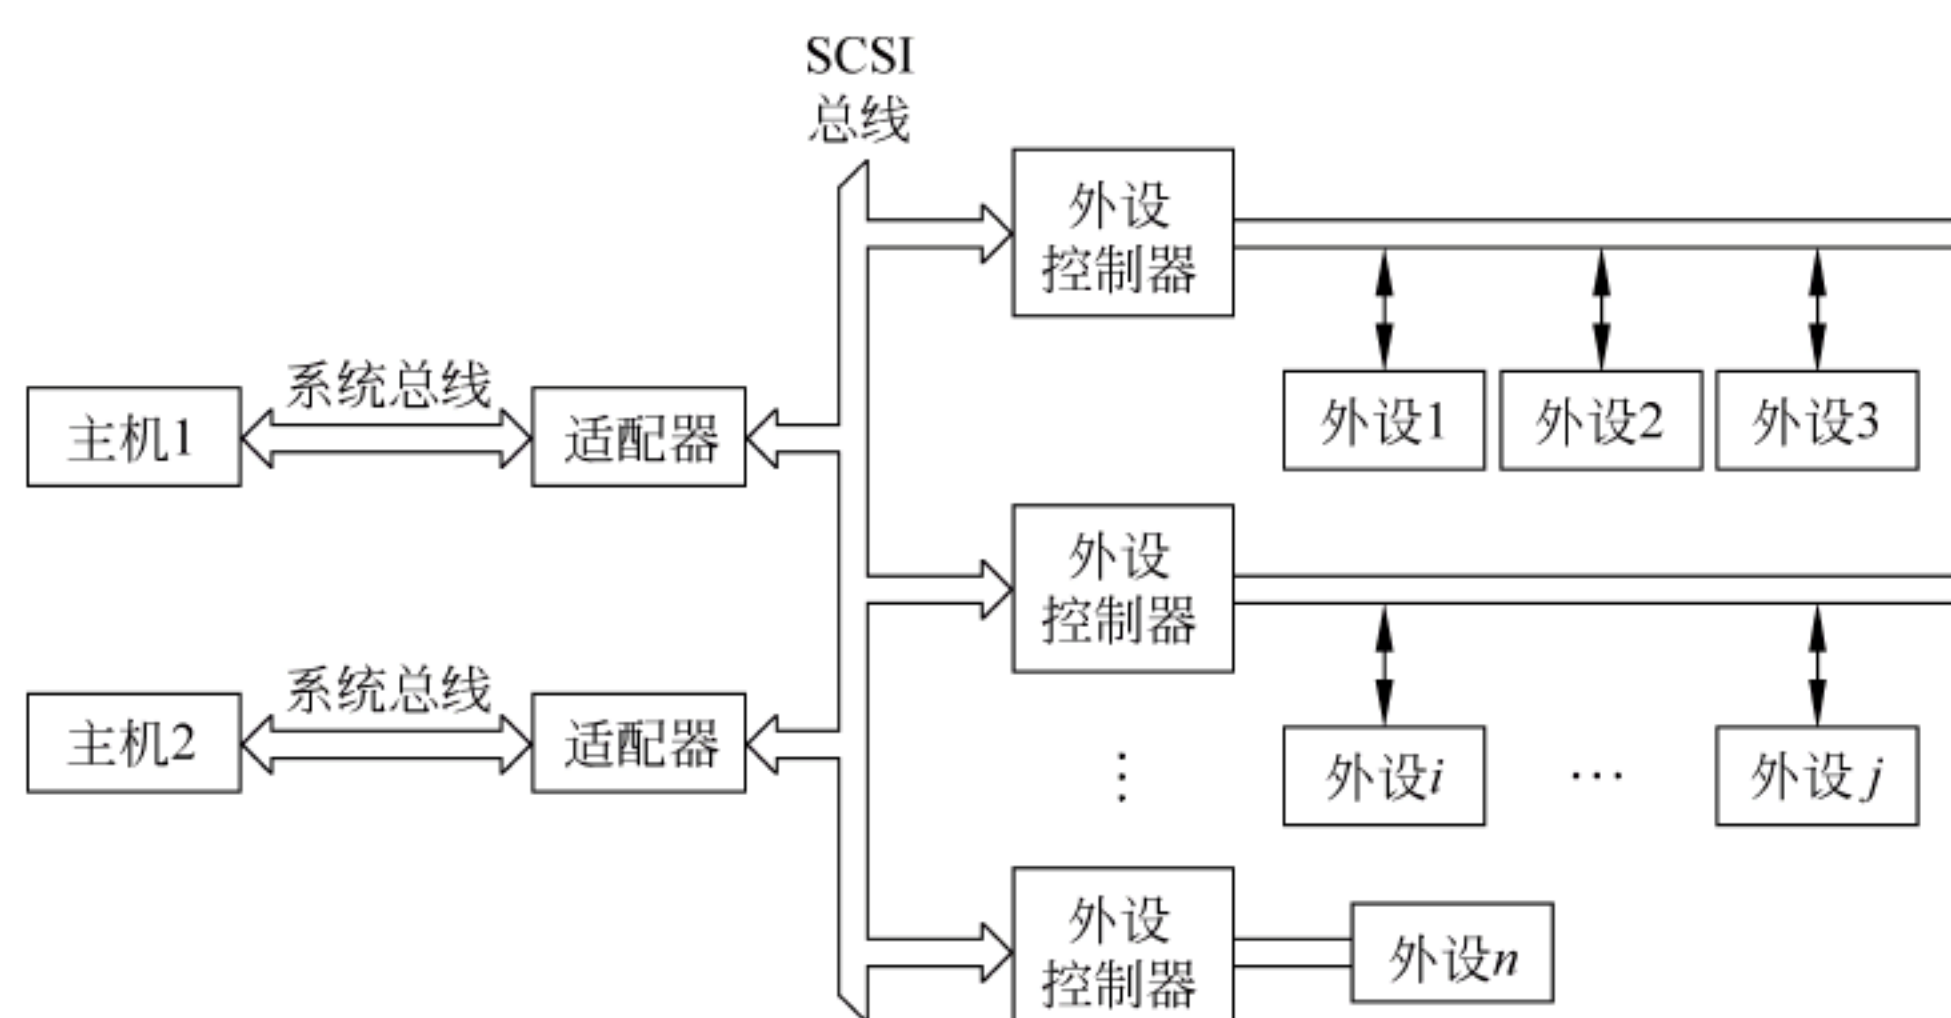 SCSI
总线
外设
控制器
系统总线
主机1
适配器
外设1
外设2
外设3
外设
控制器
系统总线
主机2
适配器
⋮
外设i
…
外设j
外设
控制器
外设n